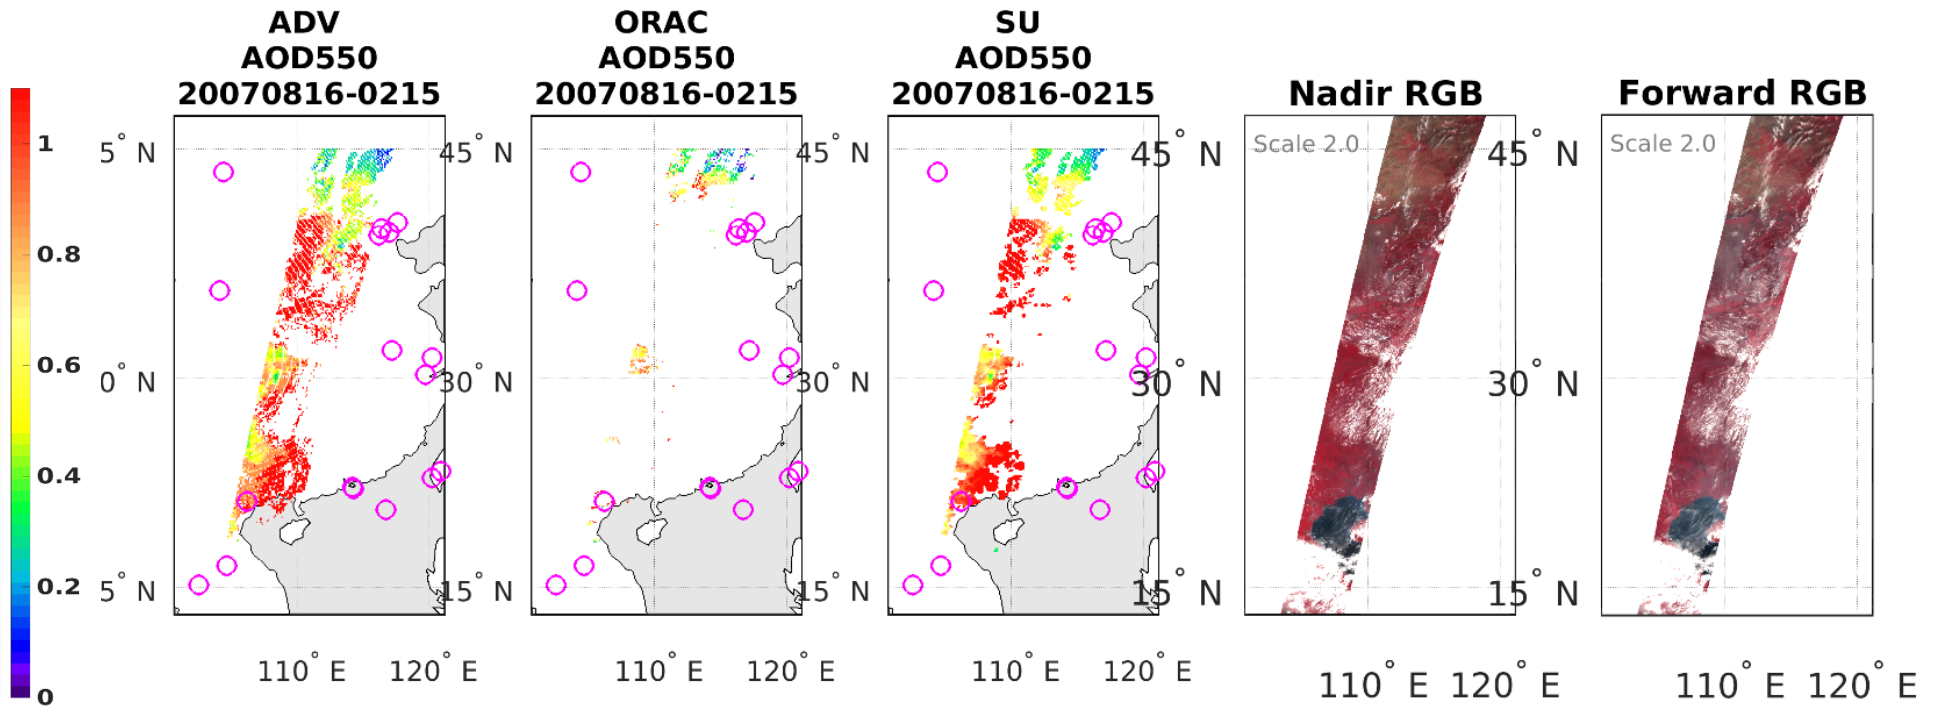 ADV
AOD550
20070816-0215
ORAC
AOD550
20070816-0215
SU
AOD550
20070816-0215
Nadir RGB
Forward RGB
Scale 2.0
Scale 2.0
1
0.8
0.6
0.4
0.2
0
5° N
0° N
5° N
45° N
30° N
15° N
45° N
30° N
15° N
45° N
30° N
15° N
45° N
30° N
15° N
110° E 120° E
110° E 120° E
110° E 120° E
110° E 120° E
110° E 120° E